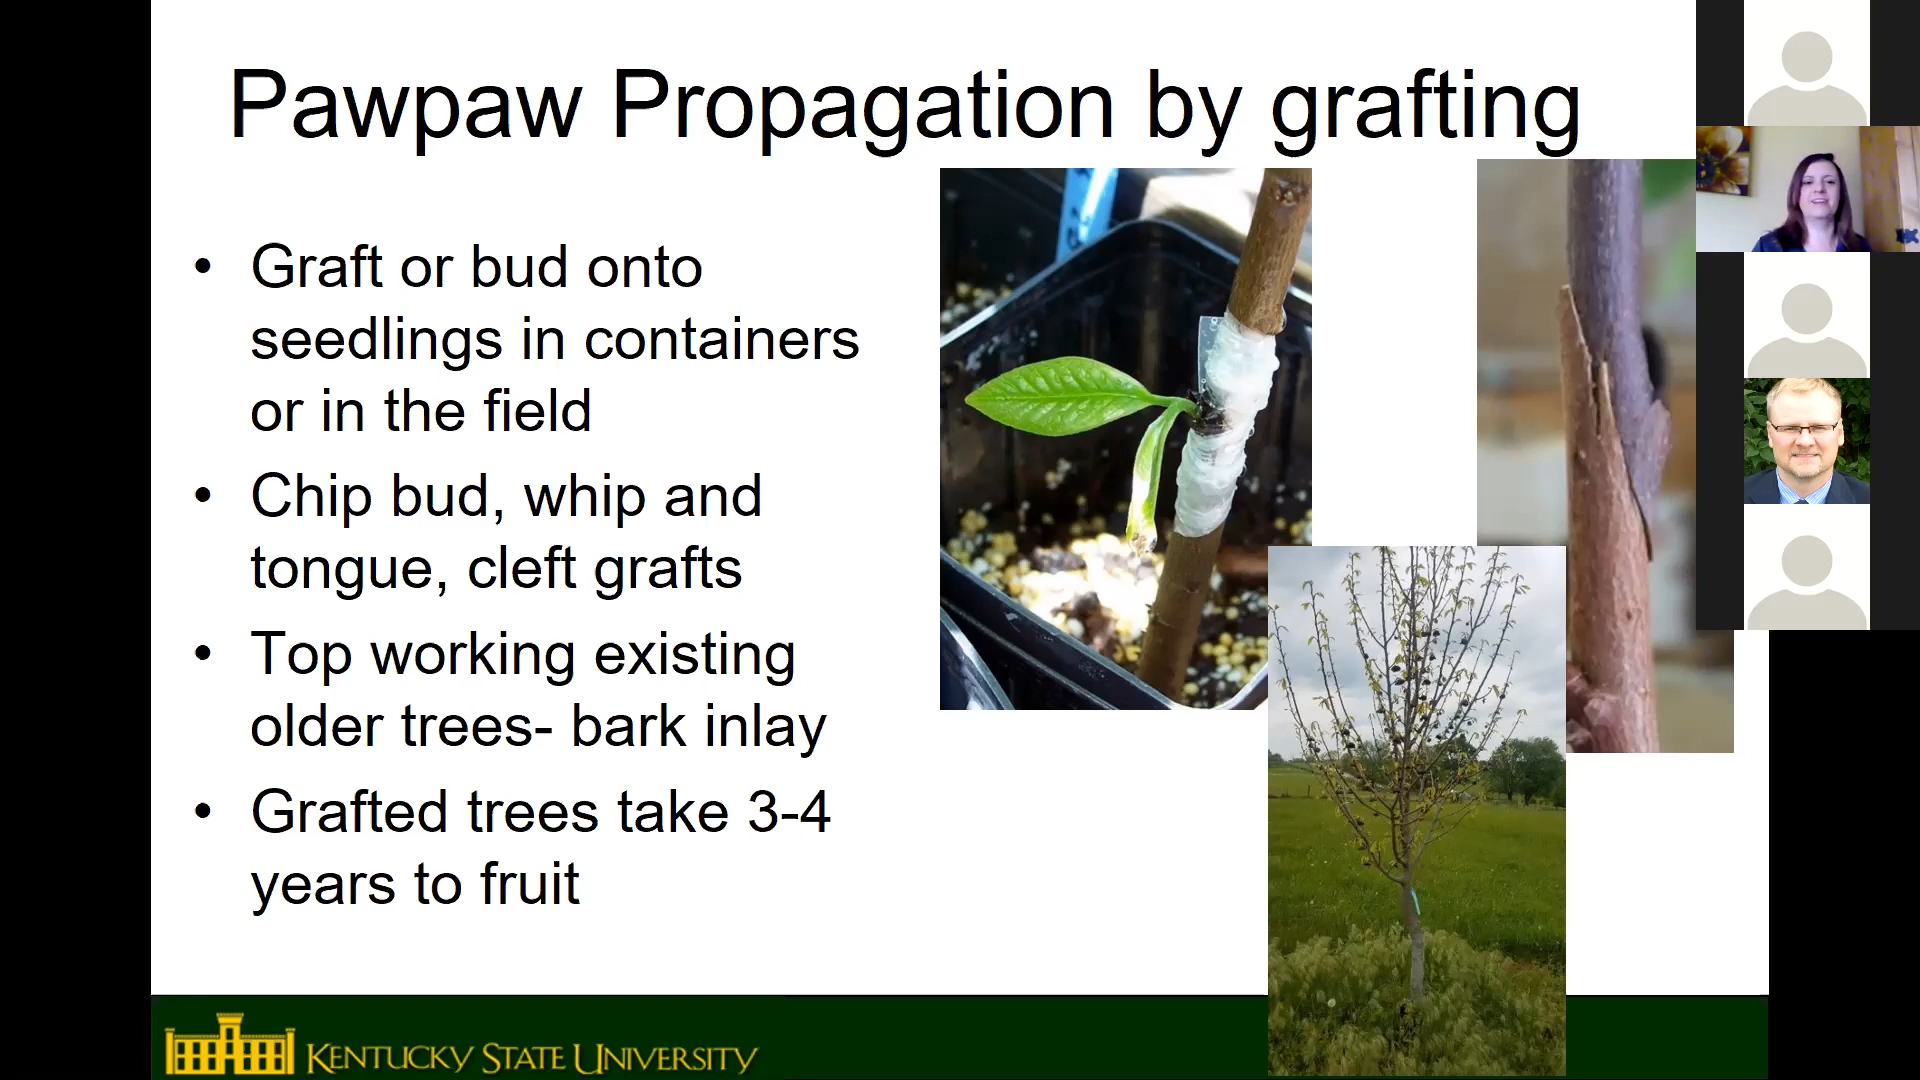 Pawpaw Propagation by grafting
• Graft or bud onto
seedlings in containers
or in the field
• Chip bud, whip and
tongue, cleft grafts
• Top working existing
older trees- bark inlay
• Grafted trees take 3-4
years to fruit
KENTUCKY STATE UNIVERSITY